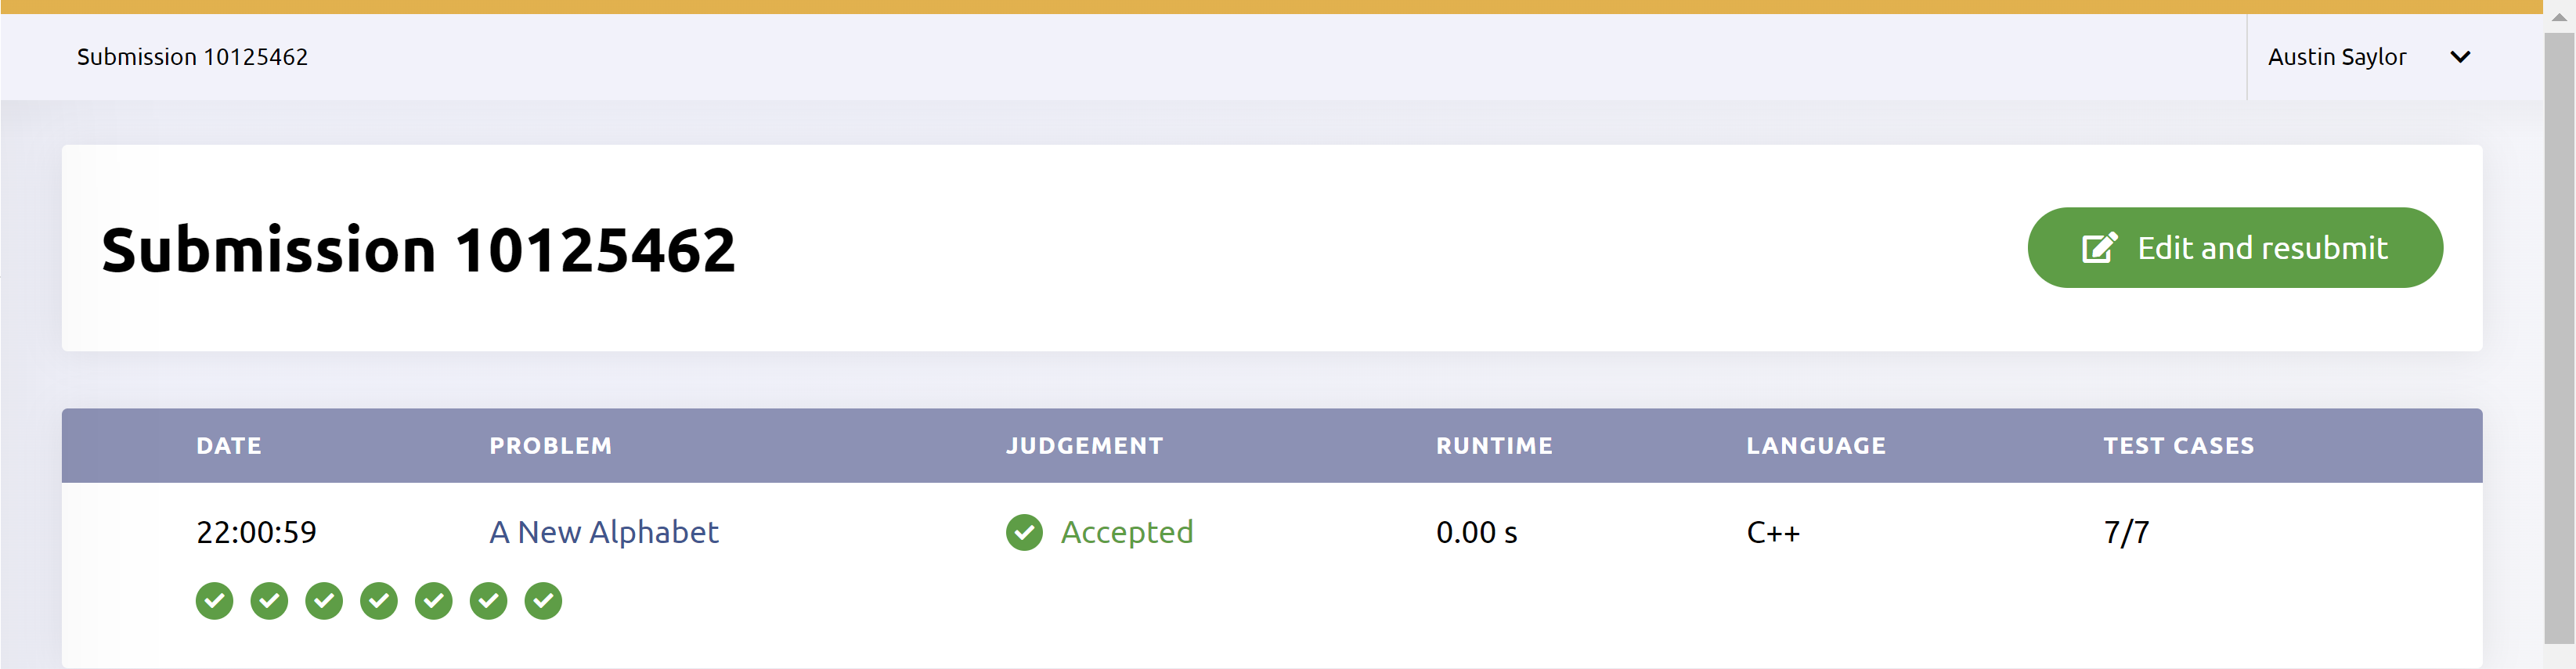 Submission 10125462
Austin Saylor
Submission 10125462
Edit and resubmit
DATE PROBLEM JUDGEMENT RUNTIME LANGUAGE TEST CASES
22:00:59 A New Alphabet Accepted 0.00 s C++ 7/7